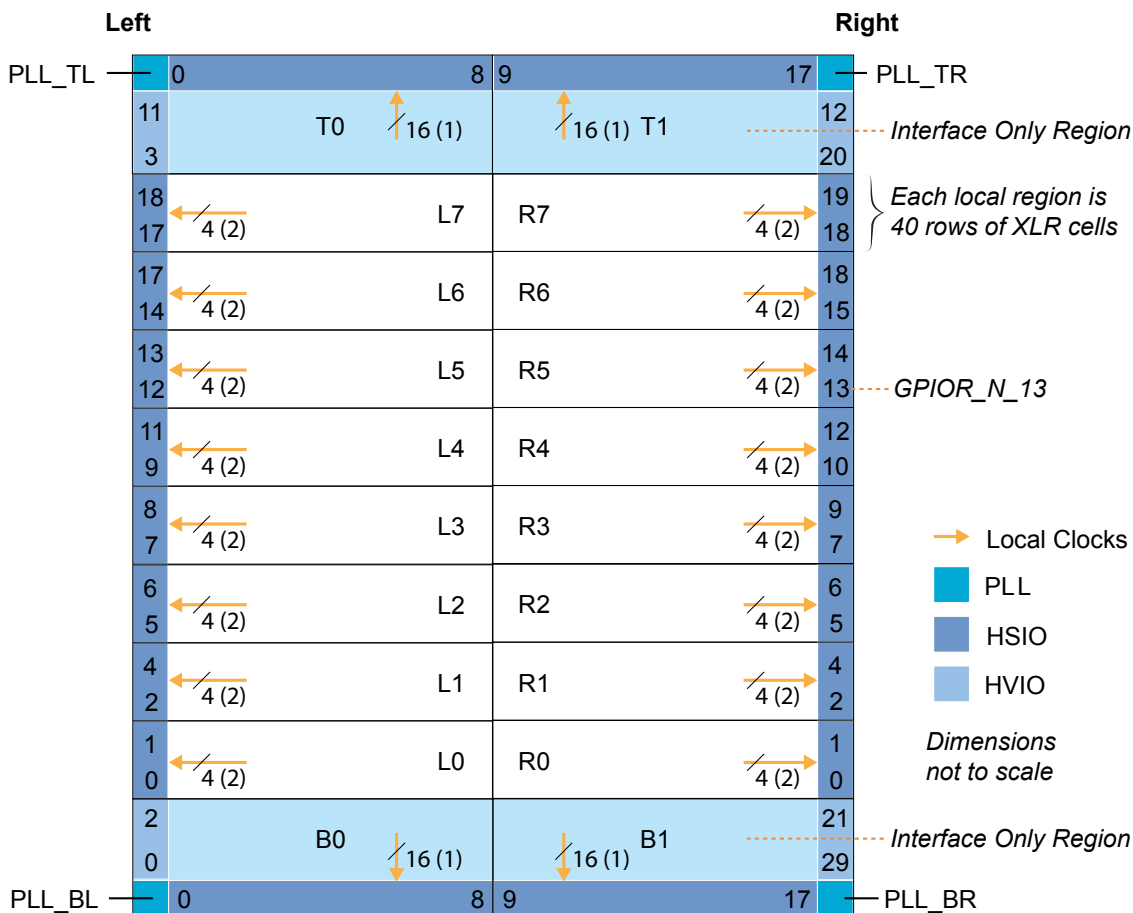 Left
Right
PLL_TL
0
8
9
17
PLL_TR
11
3
T0
16 (1)
16 (1)
T1
12
20
Interface Only Region
18
17
4 (2)
L7
R7
4 (2)
19
18
Each local region is
40 rows of XLR cells
17
14
4 (2)
L6
R6
4 (2)
18
15
13
12
4 (2)
L5
R5
4 (2)
14
13
GPIOR_N_13
11
9
4 (2)
L4
R4
4 (2)
12
10
8
7
4 (2)
L3
R3
4 (2)
9
7
Local Clocks
PLL
HSIO
HVIO
6
5
4 (2)
L2
R2
4 (2)
6
5
4
2
4 (2)
L1
R1
4 (2)
4
2
1
0
4 (2)
L0
R0
4 (2)
1
0
Dimensions
not to scale
2
0
B0
16 (1)
16 (1)
B1
21
29
Interface Only Region
PLL_BL
0
8
9
17
PLL_BR